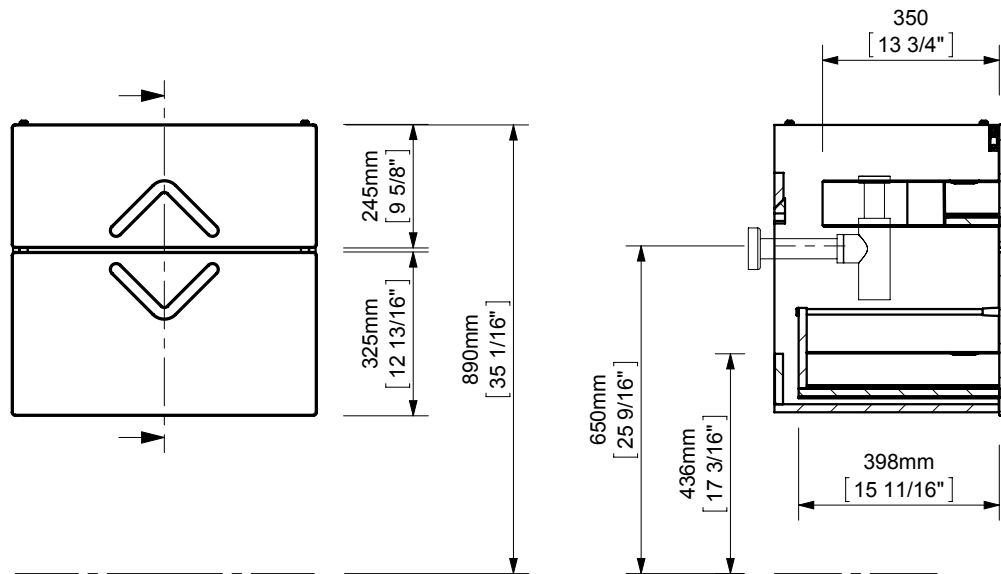 350
[ 13 3/4" ]
245mm
[ 9 5/8" ]
325mm
[ 12 13/16" ]
890mm
[ 35 1/16" ]
650mm
[ 25 9/16" ]
436mm
[ 17 3/16" ]
398mm
[ 15 11/16" ]